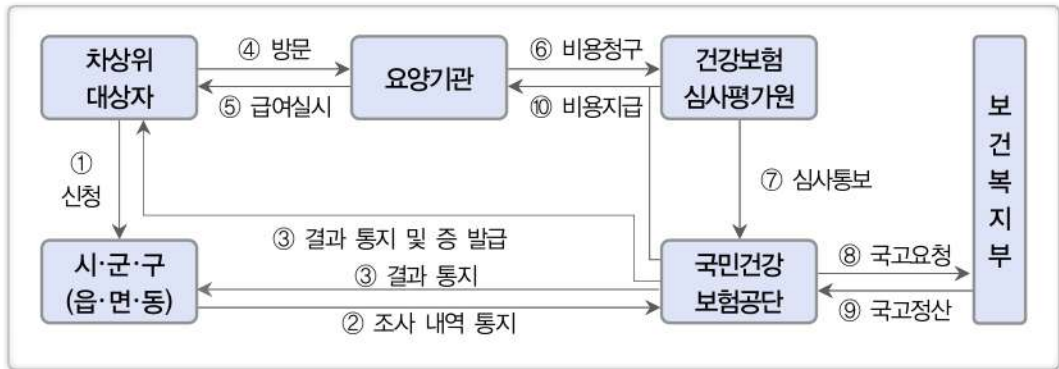 차상위
대상자
④ 방문
⑤ 급여실시
요양기관
⑥ 비용청구
⑩ 비용지급
건강보험
심사평가원
보건복지부
①
신청
⑦ 심사통보
③ 결과 통지 및 증 발급
시·군·구
(읍·면·동)
③ 결과 통지
② 조사 내역 통지
국민건강
보험공단
⑧ 국고요청
⑨ 국고정산